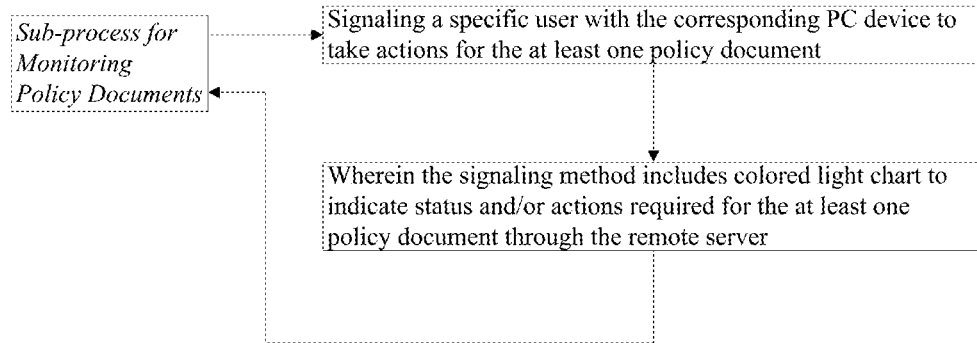 Sub-process for
Monitoring
Policy Documents
Signaling a specific user with the corresponding PC device to
take actions for the at least one policy document
Wherein the signaling method includes colored light chart to
indicate status and/or actions required for the at least one
policy document through the remote server